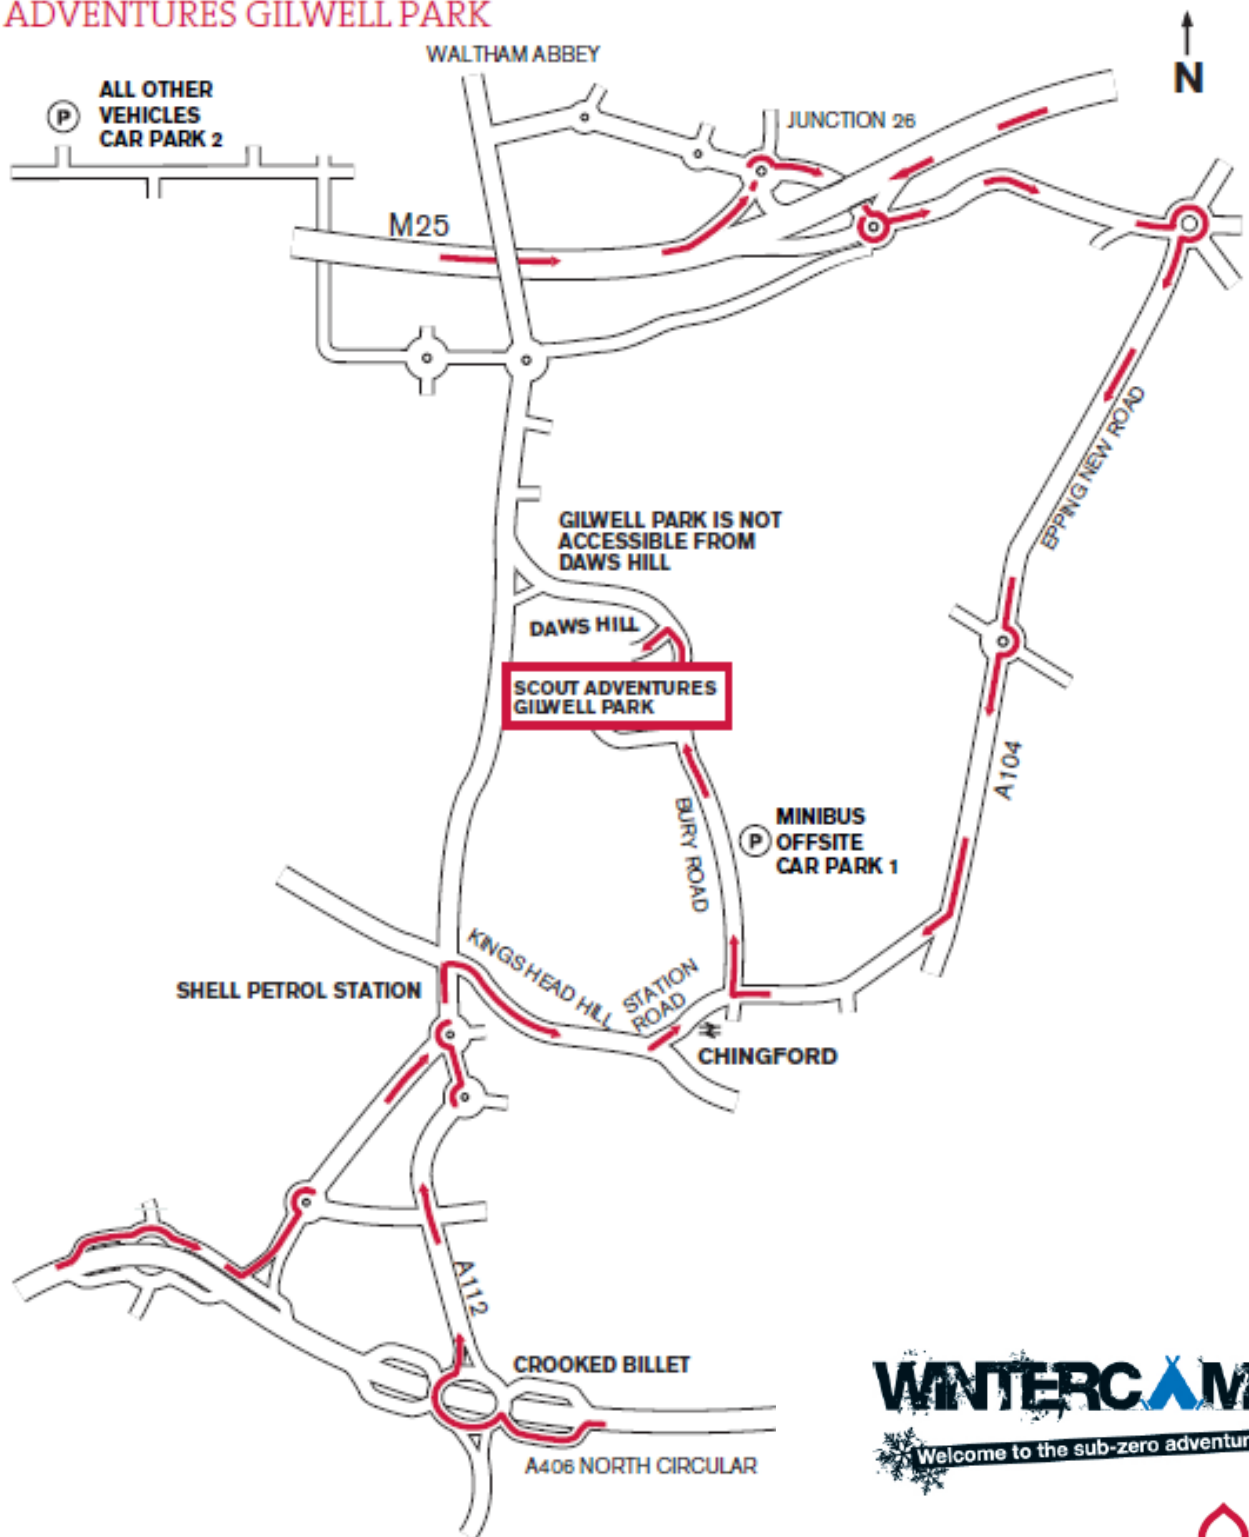 ADVENTURES GILWELL PARK
WALTHAM ABBEY
N
P
ALL OTHER
VEHICLES
CAR PARK 2
JUNCTION 26
M25
EPPING NEW ROAD
GILWELL PARK IS NOT
ACCESSIBLE FROM
DAWS HILL
DAWS HILL
SCOUT ADVENTURES
GILWELL PARK
A104
BURY ROAD
P
MINIBUS
OFFSITE
CAR PARK 1
KINGS HEAD HILL
STATION
ROAD
SHELL PETROL STATION
CHINGFORD
A112
CROOKED BILLET
A406 NORTH CIRCULAR
WINTERCAM
Welcome to the sub-zero adventur